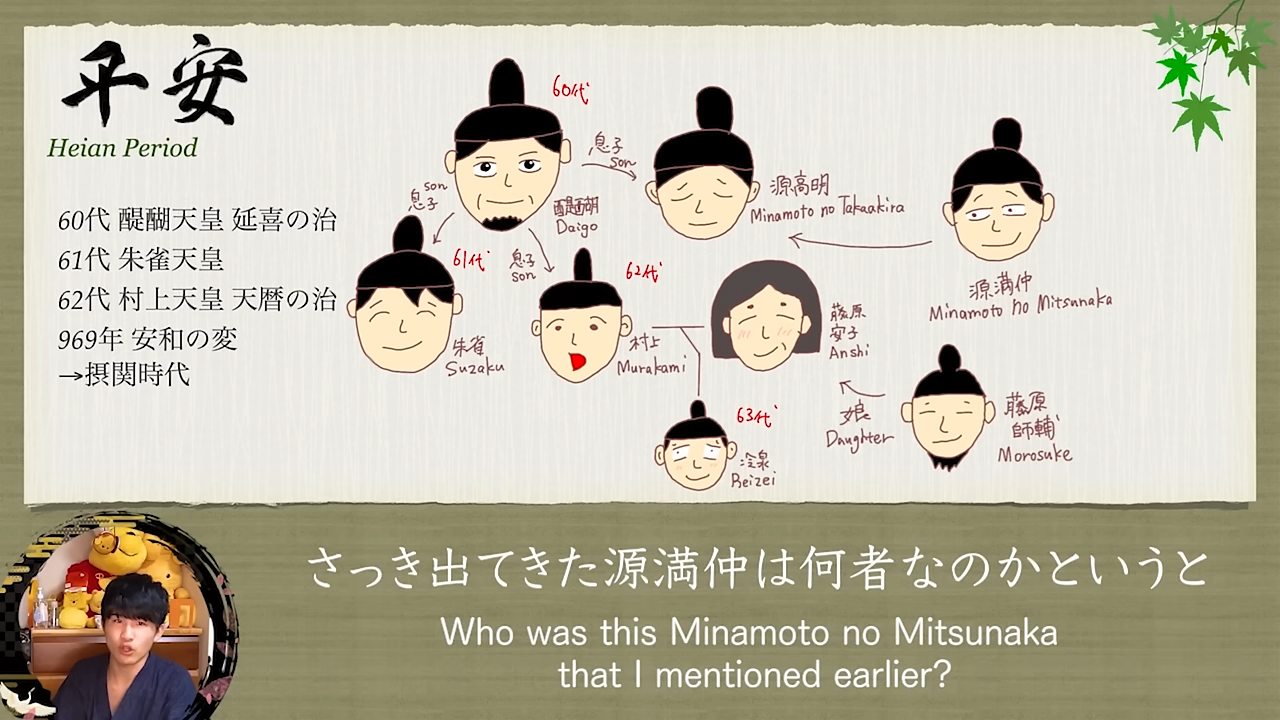 平安
Heian Period
60代 醍醐天皇 延喜の治
61代 朱雀天皇
62代 村上天皇 天暦の治
969年 安和の変
→摂関時代
60代
息子
son
son
息子
醍醐
Daigo
源高明
Minamoto no Takaakira
61代
息子
son
62代
源満仲
Minamoto no Mitsunaka
朱雀
Suzaku
村上
Murakami
藤原
安子
Anshi
63代
冷泉
Reizei
娘
Daughter
藤原
師輔
Morosuke
さっき出てきた源満仲は何者なのかというと
Who was this Minamoto no Mitsunaka
that I mentioned earlier?